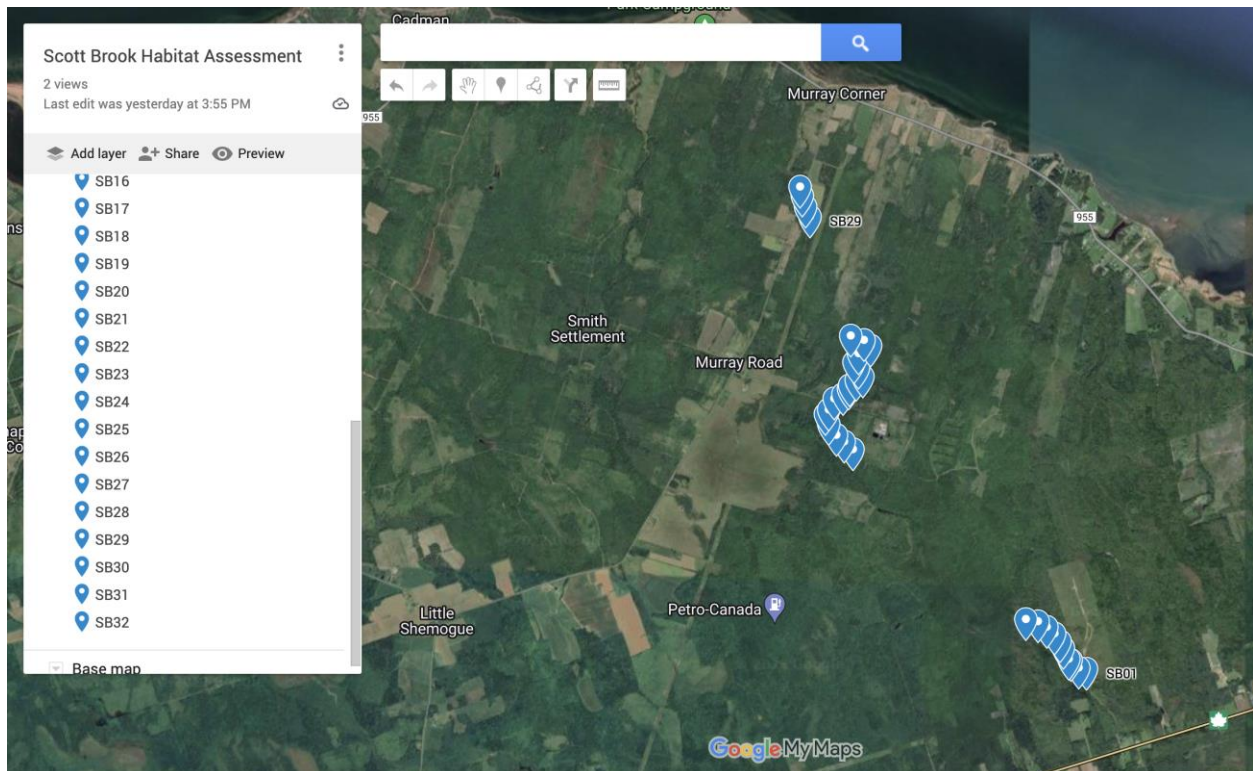 Scott Brook Habitat Assessment
2 views
Last edit was yesterday at 3:55 PM
Add layer Share Preview
SB16
SB17
SB18
SB19
SB20
SB21
SB22
SB23
SB24
SB25
SB26
SB27
SB28
SB29
SB30
SB31
SB32
Base map
Cadman
955
Murray Corner
955
SB29
Smith
Settlement
Murray Road
Petro-Canada
Little
Shemogue
SB01
Google My Maps